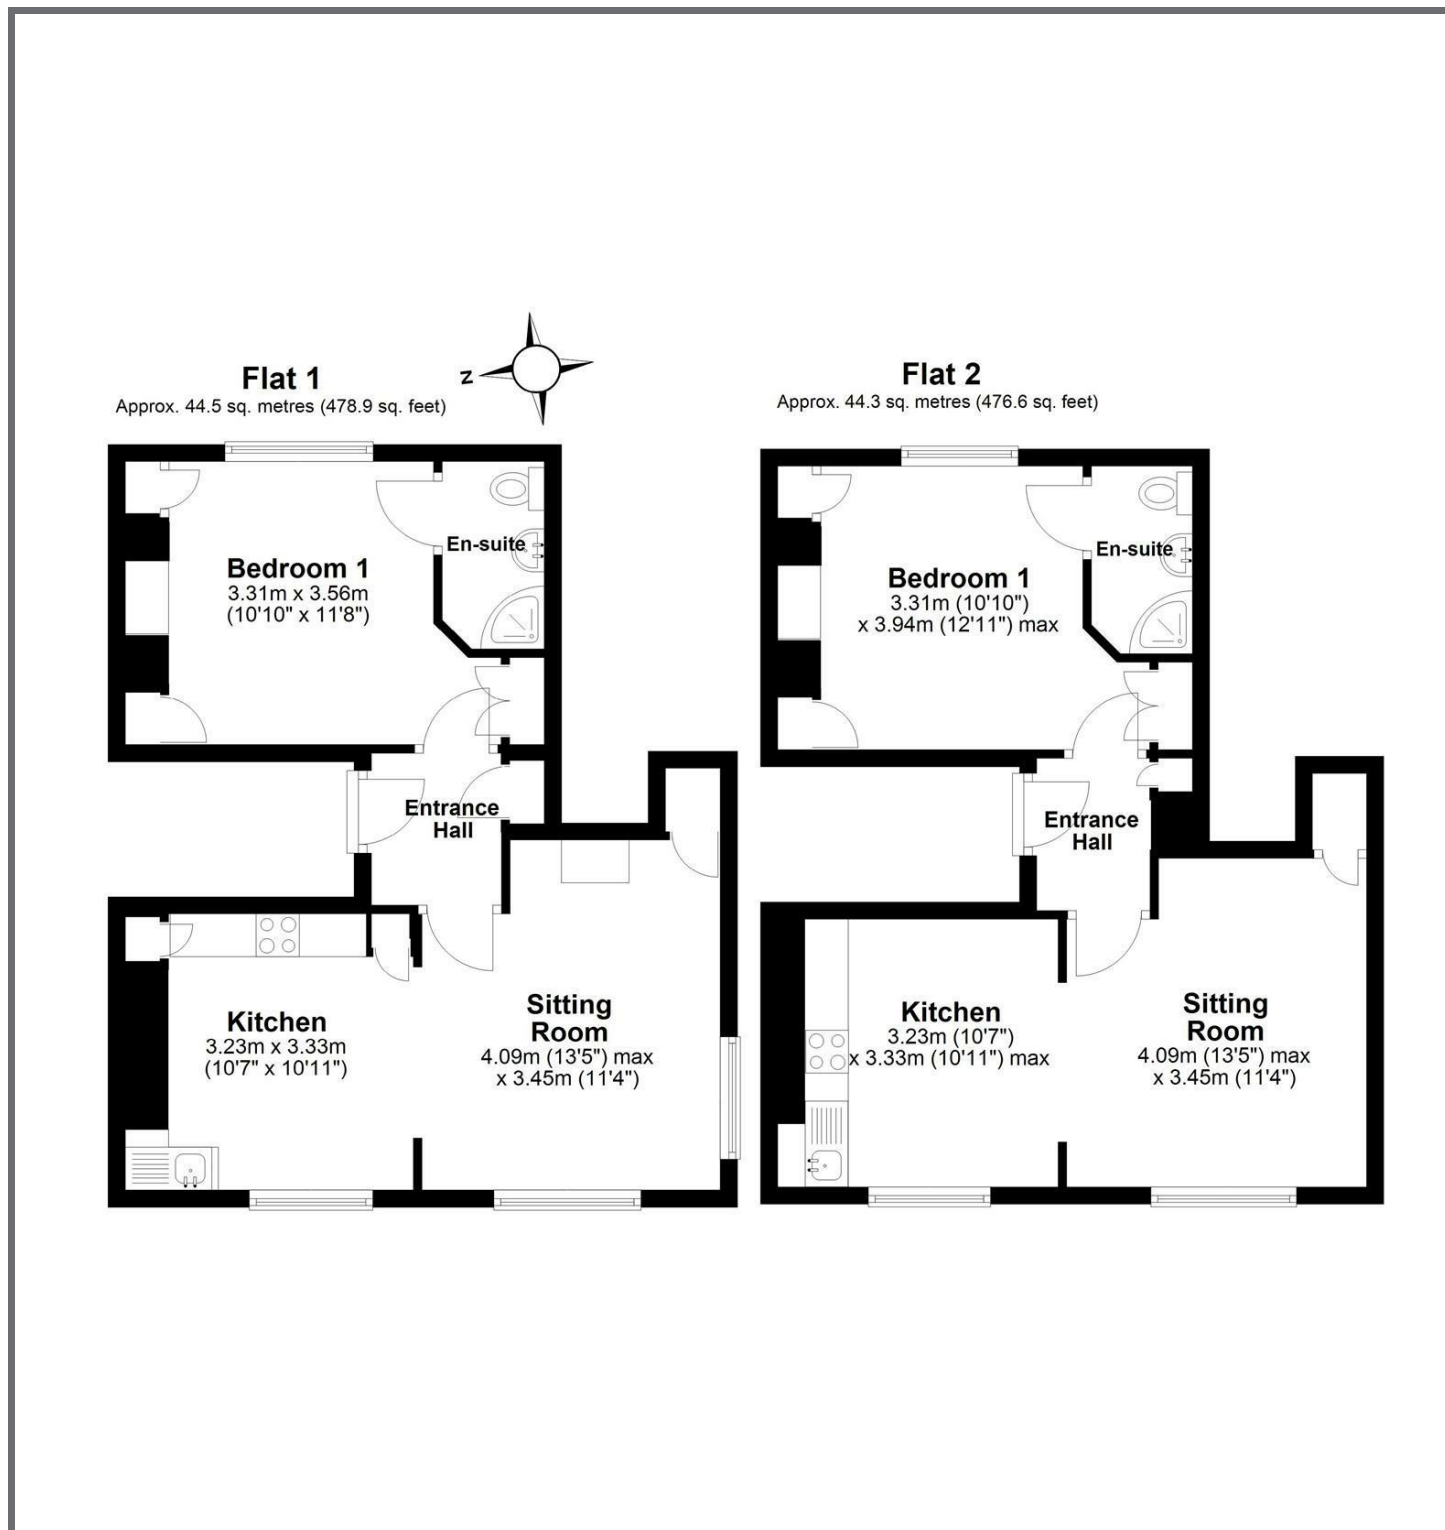 Flat 1
Approx. 44.5 sq. metres (478.9 sq. feet)
N
En-suite
Bedroom 1
3.31m x 3.56m
(10'10" x 11'8")
Entrance
Hall
Kitchen
3.23m x 3.33m
(10'7" x 10'11")
Sitting
Room
4.09m (13'5") max
x 3.45m (11'4")
Flat 2
Approx. 44.3 sq. metres (476.6 sq. feet)
En-suite
Bedroom 1
3.31m (10'10")
x 3.94m (12'11") max
Entrance
Hall
Kitchen
3.23m (10'7")
x 3.33m (10'11") max
Sitting
Room
4.09m (13'5") max
x 3.45m (11'4")